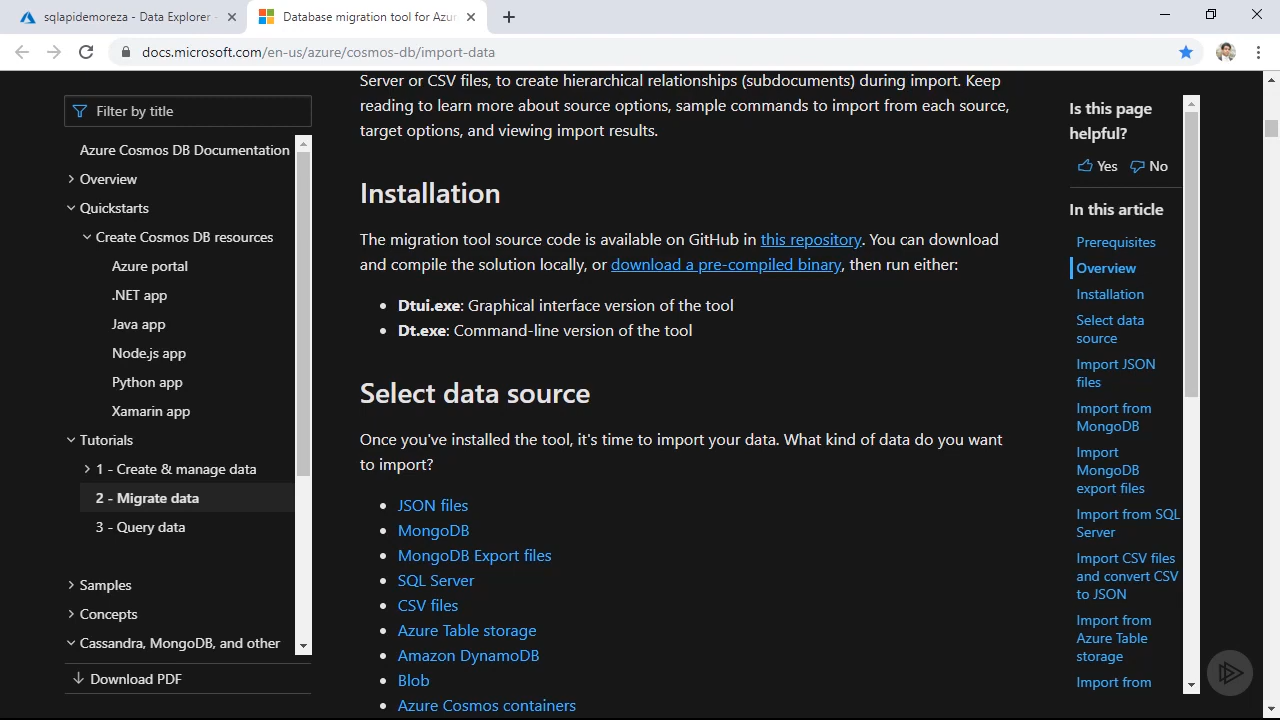 sqlapidemoreza - Data Explorer -
Database migration tool for Azur
docs.microsoft.com/en-us/azure/cosmos-db/import-data
Filter by title
Azure Cosmos DB Documentation
Overview
Quickstarts
Create Cosmos DB resources
Azure portal
.NET app
Java app
Node.js app
Python app
Xamarin app
Tutorials
1 - Create & manage data
2 - Migrate data
3 - Query data
Samples
Concepts
Cassandra, MongoDB, and other
Download PDF
Server or CSV files, to create hierarchical relationships (subdocuments) during import. Keep
reading to learn more about source options, sample commands to import from each source,
target options, and viewing import results.
Installation
The migration tool source code is available on GitHub in this repository. You can download
and compile the solution locally, or download a pre-compiled binary, then run either:
• Dtui.exe: Graphical interface version of the tool
• Dt.exe: Command-line version of the tool
Select data source
Once you've installed the tool, it's time to import your data. What kind of data do you want
to import?
• JSON files
• MongoDB
• MongoDB Export files
• SQL Server
• CSV files
• Azure Table storage
• Amazon DynamoDB
• Blob
• Azure Cosmos containers
Is this page
helpful?
Yes No
In this article
Prerequisites
Overview
Installation
Select data
source
Import JSON
files
Import from
MongoDB
Import
MongoDB
export files
Import from SQL
Server
Import CSV files
and convert CSV
to JSON
Import from
Azure Table
storage
Import from